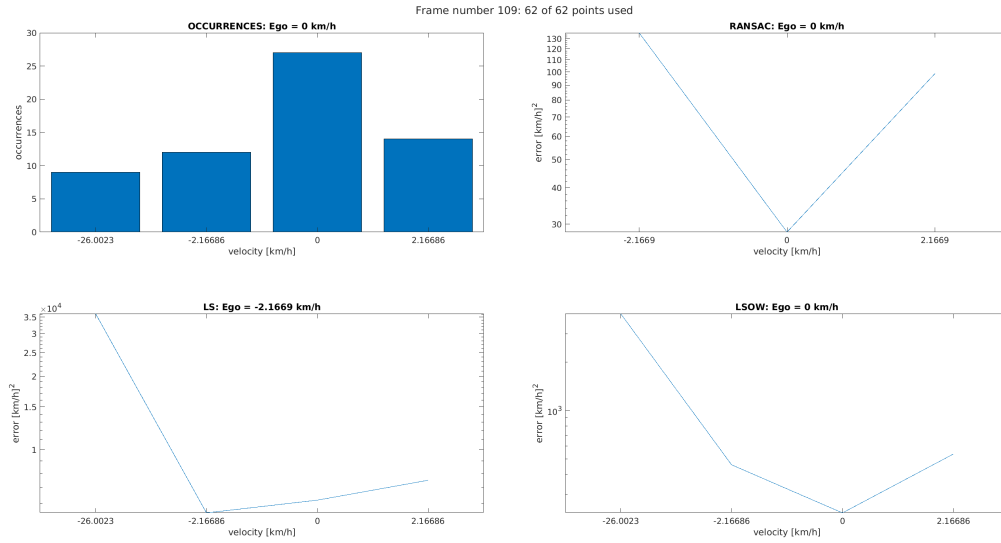 Frame number 109: 62 of 62 points used
OCCURRENCES: Ego = 0 km/h
30
25
20
15
10
5
0
occurrences
-26.0023 -2.16686 0 2.16686
velocity [km/h]
RANSAC: Ego = 0 km/h
130
120
110
100
90
80
70
60
50
40
30
error [km/h]²
-2.1669 0 2.1669
velocity [km/h]
LS: Ego = -2.1669 km/h
×10⁴
3.5
3
2.5
2
1.5
1
error [km/h]²
-26.0023 -2.16686 0 2.16686
velocity [km/h]
LSOW: Ego = 0 km/h
10³
error [km/h]²
-26.0023 -2.16686 0 2.16686
velocity [km/h]